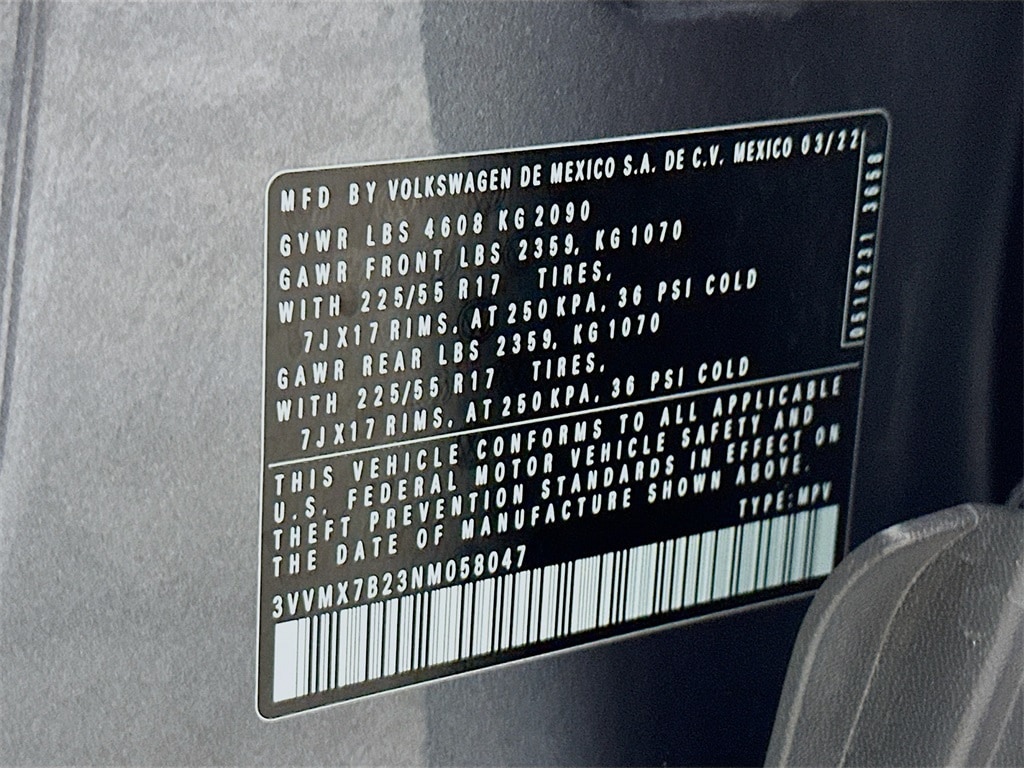 MFD BY VOLKSWAGEN DE MEXICO S.A. DE C.V. MEXICO 03/22
GVWR LBS 4608 KG 2090
GAWR FRONT LBS 2359, KG 1070
WITH 225/55 R17 TIRES,
7JX17 RIMS, AT 250 KPA, 36 PSI COLD
GAWR REAR LBS 2359, KG 1070
WITH 225/55 R17 TIRES,
7JX17 RIMS, AT 250 KPA, 36 PSI COLD
THIS VEHICLE CONFORMS TO ALL APPLICABLE
U.S. FEDERAL MOTOR VEHICLE SAFETY AND
THEFT PREVENTION STANDARDS IN EFFECT ON
THE DATE OF MANUFACTURE SHOWN ABOVE.
TYPE: MPV
3VVMX7B23NM058047